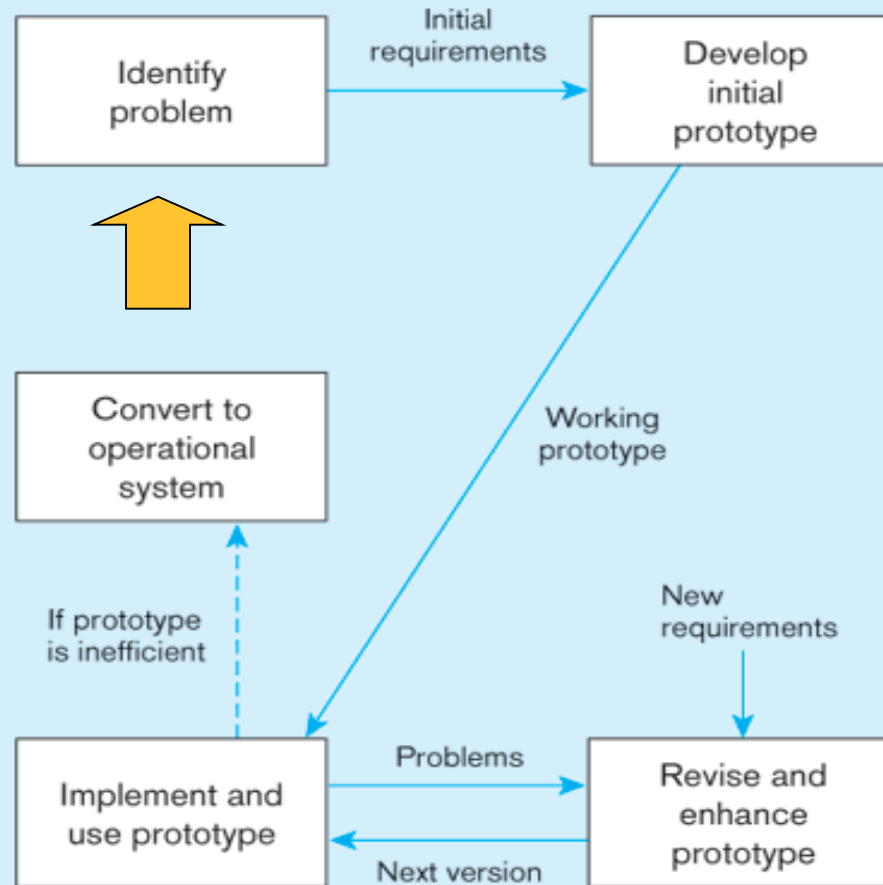 Identify
problem
Initial
requirements
Develop
initial
prototype
Convert to
operational
system
Working
prototype
If prototype
is inefficient
New
requirements
Implement and
use prototype
Problems
Next version
Revise and
enhance
prototype